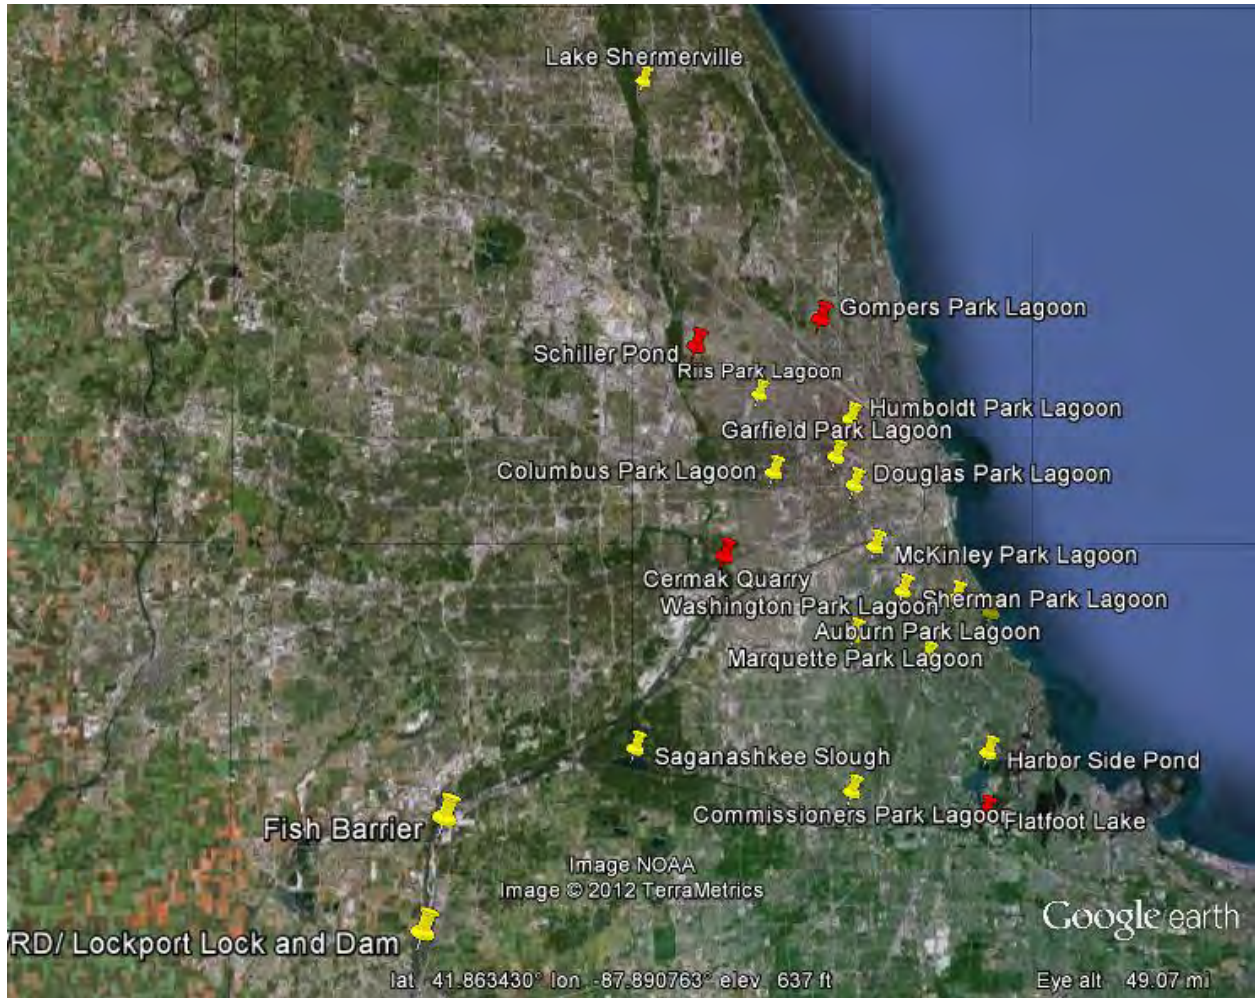 Lake Shermerville
Gompers Park Lagoon
Schiller Pond
Riis Park Lagoon
Humboldt Park Lagoon
Garfield Park Lagoon
Columbus Park Lagoon
Douglas Park Lagoon
McKinley Park Lagoon
Cermak Quarry
Sherman Park Lagoon
Washington Park Lagoon
Auburn Park Lagoon
Marquette Park Lagoon
Saganashkee Slough
Harbor Side Pond
Commissioners Park Lagoon
Flatfoot Lake
Fish Barrier
Image NOAA
Image © 2012 TerraMetrics
Google earth
/RD/ Lockport Lock and Dam
lat 41.863430° lon -87.890763° elev 637 ft
Eye alt 49.07 mi